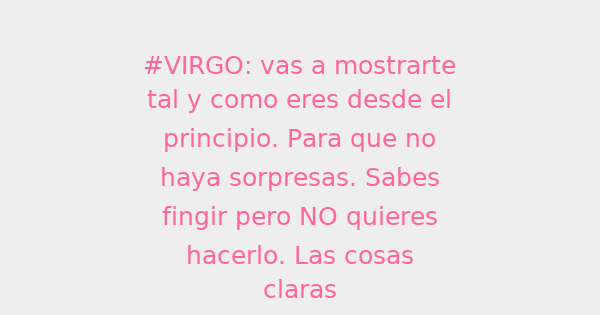 #VIRGO: vas a mostrarte
tal y como eres desde el
principio. Para que no
haya sorpresas. Sabes
fingir pero NO quieres
hacerlo. Las cosas
claras